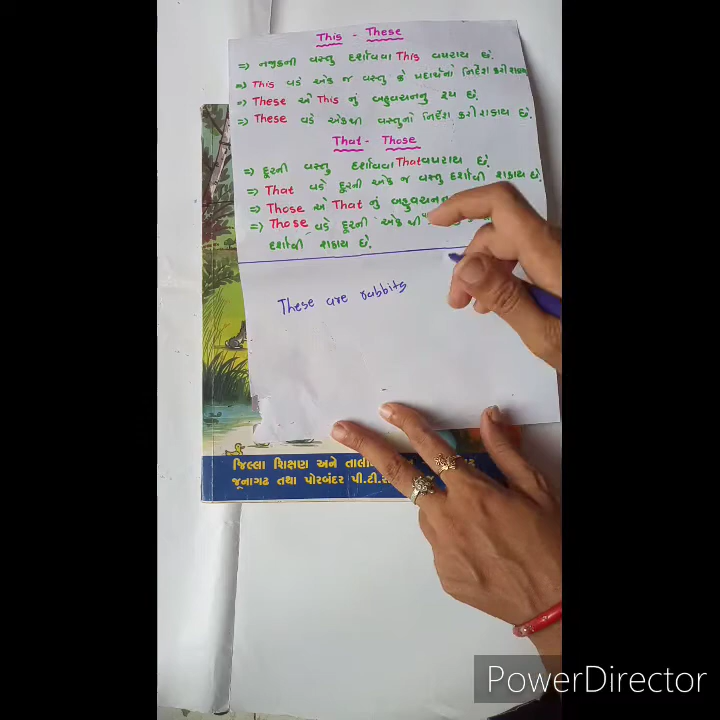 This - These
⇒ નજીકની વસ્તુ દર્શાવવા This વપરાય છે.
⇒ This વડે એક જ વસ્તુ કે પદાર્થનો નિર્દેશ કરી શકાય
⇒ These એ This નું બહુવચનનું રૂપ છે.
⇒ These વડે એકથી વસ્તુનો નિર્દેશ કરી શકાય છે.
That - Those
⇒ દૂરની વસ્તુ દર્શાવવા That વપરાય છે.
⇒ That વડે દૂરની એક જ વસ્તુ દર્શાવી શકાય છે.
⇒ Those એ That નું બહુવચનનું
⇒ Those વડે દૂરની એક થી
દર્શાવી શકાય છે.
These are rabbits
જિલ્લા શિક્ષણ અને તાલીમ
જૂનાગઢ તથા પોરબંદર પી.ટી.
PowerDirector